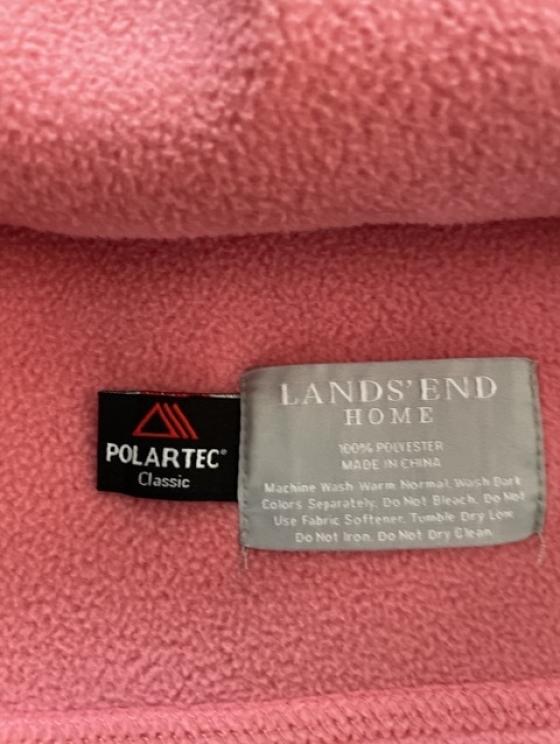 POLARTEC®
Classic
LANDS' END
HOME
100% POLYESTER
MADE IN CHINA
Machine Wash Warm Normal, Wash Dark
Colors Separately, Do Not Bleach, Do Not
Use Fabric Softener, Tumble Dry Low
Do Not Iron, Do Not Dry Clean